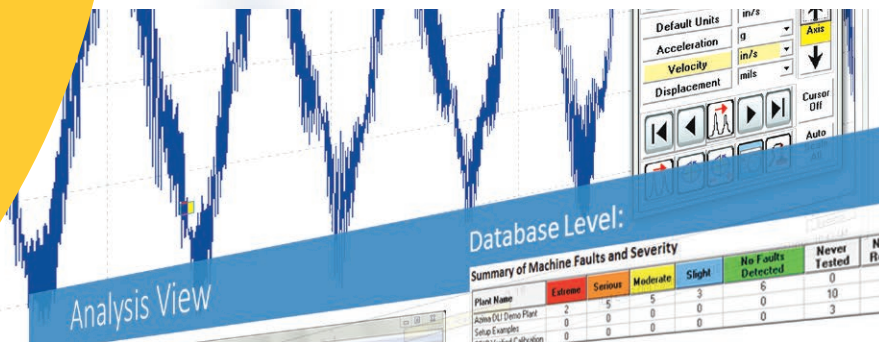 Default Units in/s
Acceleration g
Velocity in/s
Displacement mils
Axis
Cursor
Off
Auto
Analysis View
Database Level:
Summary of Machine Faults and Severity
Plant Name Extreme Serious Moderate Slight No Faults Detected Never Tested
Azima DLI Demo Plant 2 5 5 3 6 0
Setup Examples 0 0 0 0 0 10
Calibration 0 0 0 0 0 3